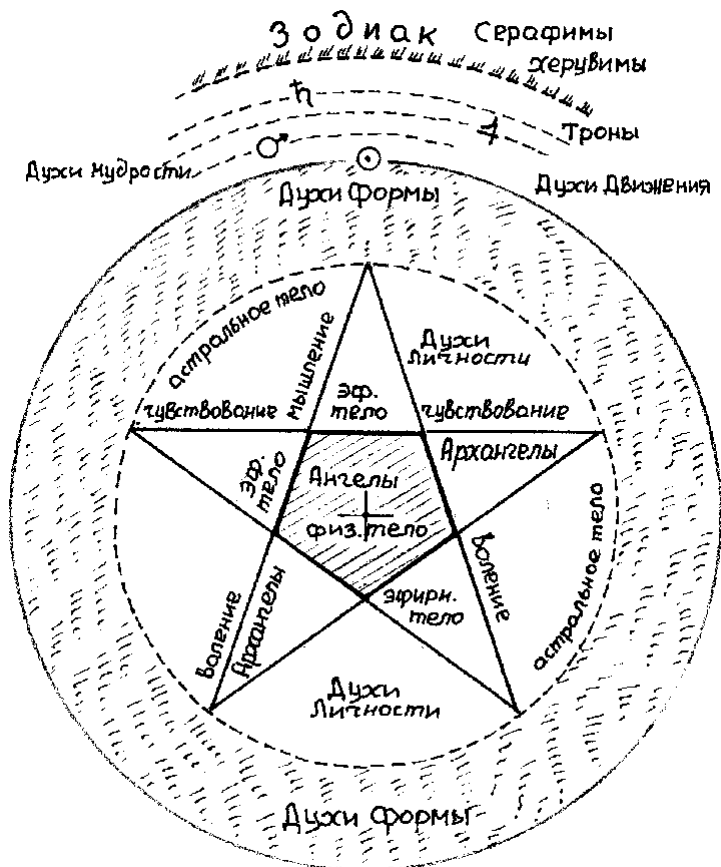 Зодиак
Серафимы
Херувимы
♄
♃
Троны
♂
☉
Духи Мудрости
Духи Движения
Духи Формы
астральное тело
мышление
Духи
Личности
эф.
тело
чувствование
чувствование
Архангелы
эф.
тело
Ангелы
физ. тело
воление
астральное тело
воление
Архангелы
эфирн.
тело
Духи
Личности
Духи Формы